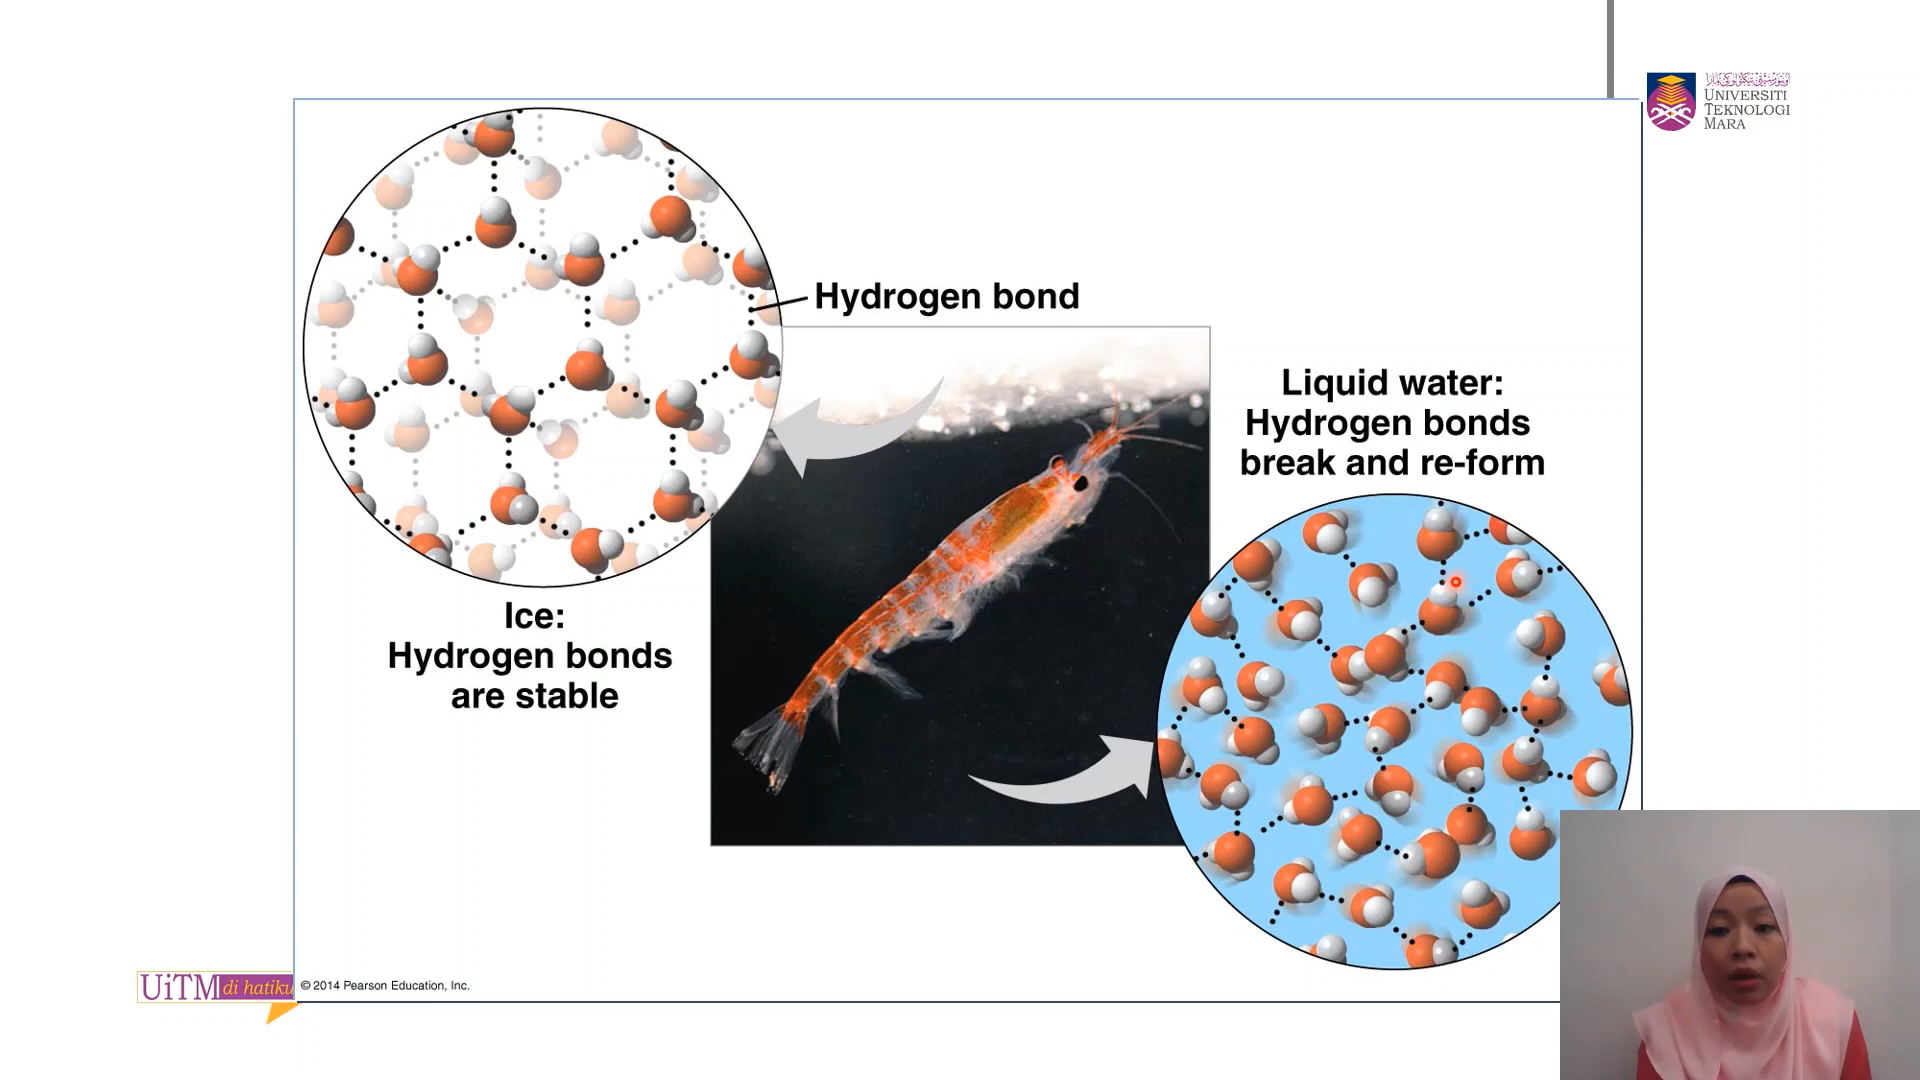 UNIVERSITI
TEKNOLOGI
MARA
Hydrogen bond
Liquid water:
Hydrogen bonds
break and re-form
Ice:
Hydrogen bonds
are stable
UiTM di hatiku
© 2014 Pearson Education, Inc.